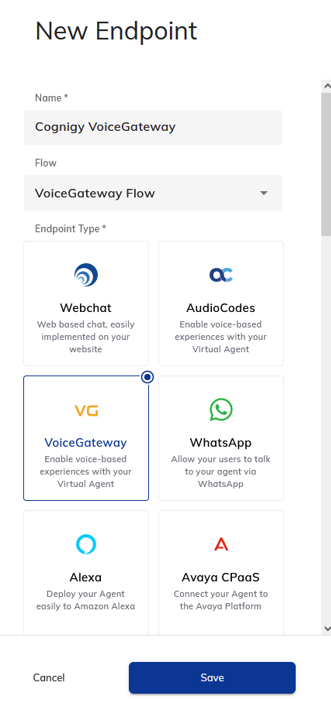 New Endpoint
Name *
Cognigy VoiceGateway
Flow
VoiceGateway Flow
Endpoint Type *
Webchat
Web based chat, easily
implemented on your
website
AudioCodes
Enable voice-based
experiences with your
Virtual Agent
VG
VoiceGateway
Enable voice-based
experiences with your
Virtual Agent
WhatsApp
Allow your users to talk
to your agent via
WhatsApp
Alexa
Deploy your Agent
easily to Amazon Alexa
Avaya CPaaS
Connect your Agent to
the Avaya Platform
Cancel
Save